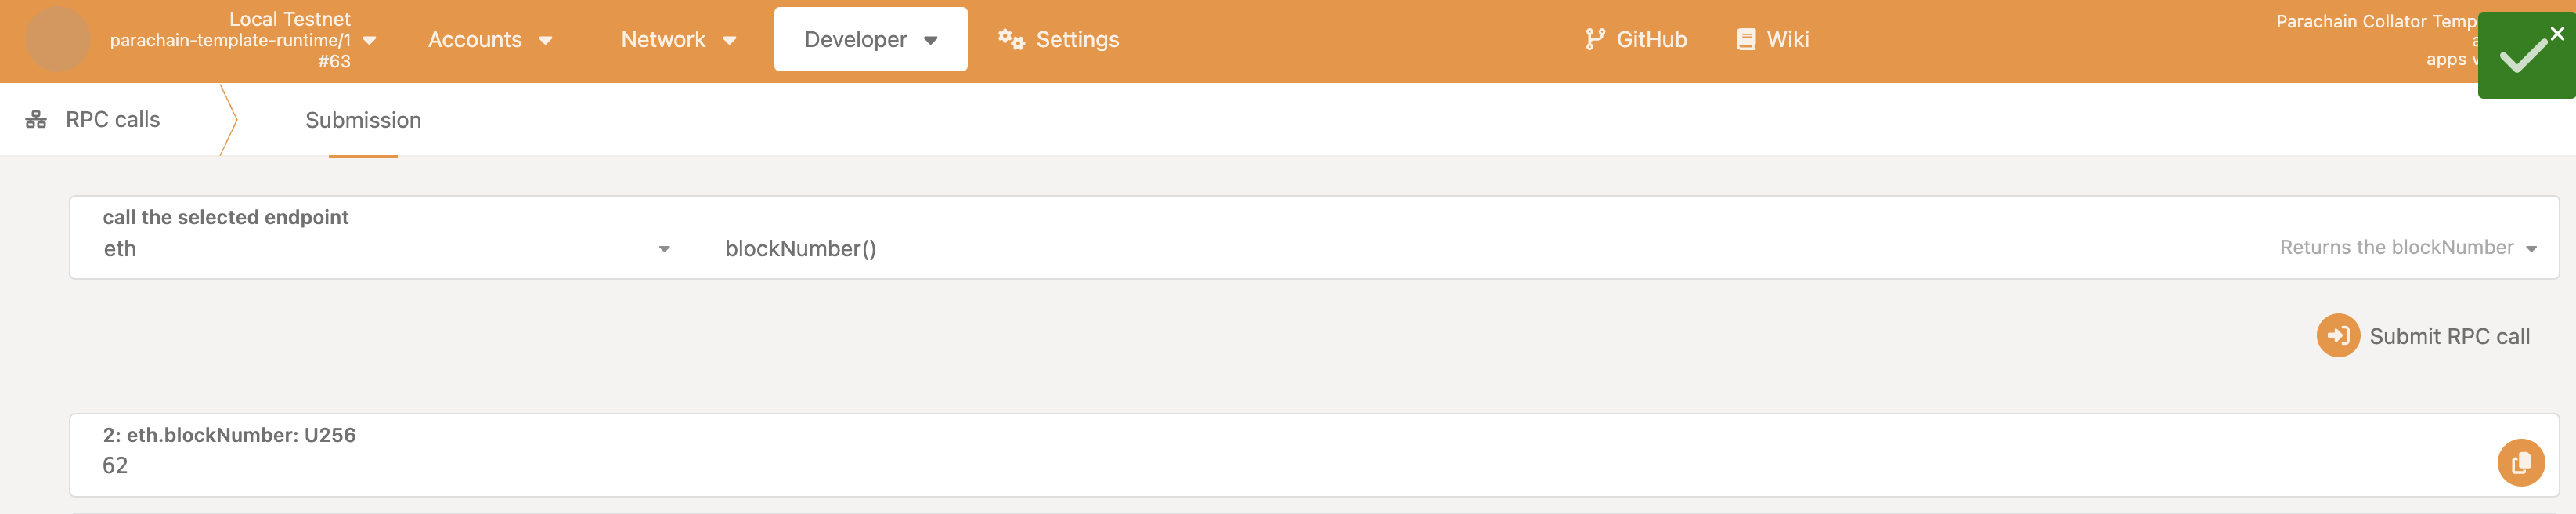 Local Testnet
parachain-template-runtime/1
#63
Accounts
Network
Developer
Settings
GitHub
Wiki
Parachain Collator
apps
RPC calls
Submission
call the selected endpoint
eth
blockNumber()
Returns the blockNumber
Submit RPC call
2: eth.blockNumber: U256
62